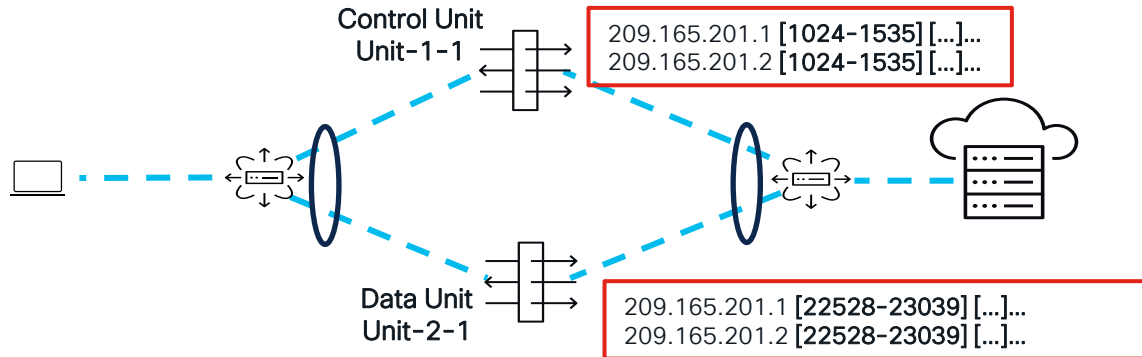 Control Unit
Unit-1-1
209.165.201.1 [1024-1535] [...]...
209.165.201.2 [1024-1535] [...]...
Data Unit
Unit-2-1
209.165.201.1 [22528-23039] [...]...
209.165.201.2 [22528-23039] [...]...